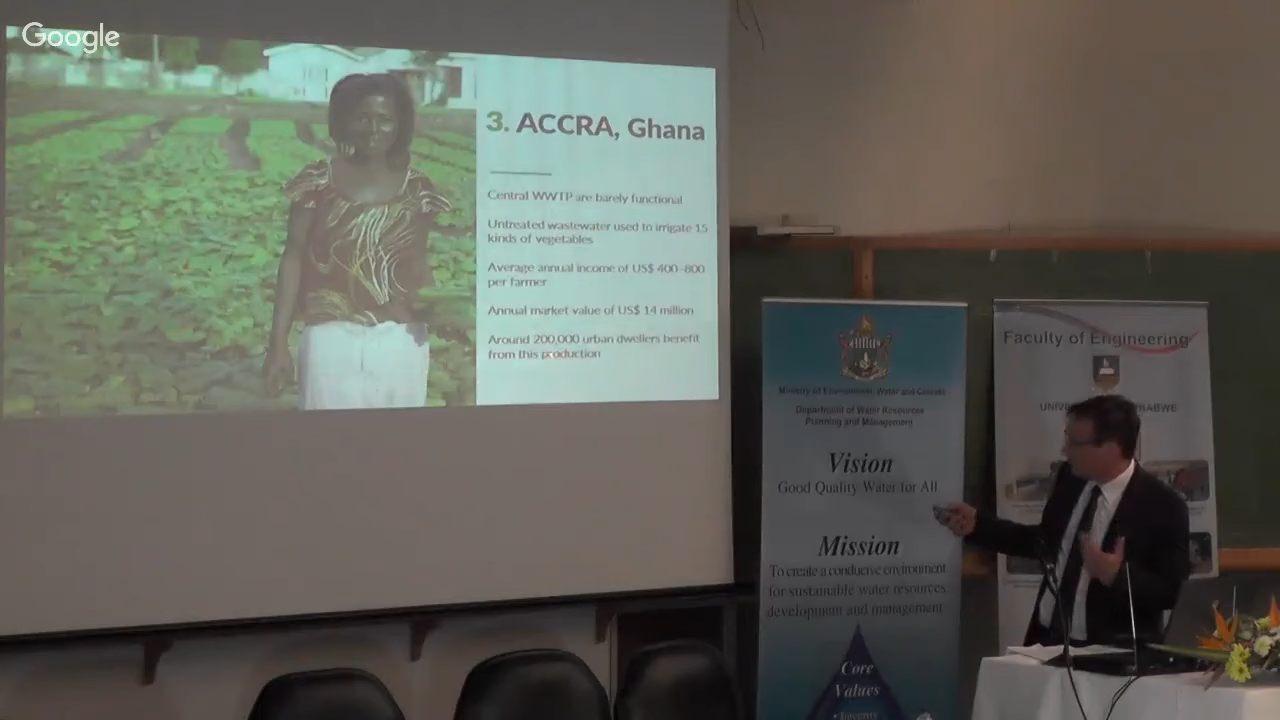 Google
3. ACCRA, Ghana
Central WWTP are barely functional
Untreated wastewater used to irrigate 15
kinds of vegetables
Average annual income of US$ 400-800
per farmer
Annual market value of US$ 14 million
Around 200,000 urban dwellers benefit
from this production
Ministry of Environment, Water and Climate
Department of Water Resources
Planning and Management
Vision
Good Quality Water for All
Mission
To create a conducive environment
for sustainable water resources
development and management
Core
Values
• Integrity
Faculty of Engineering